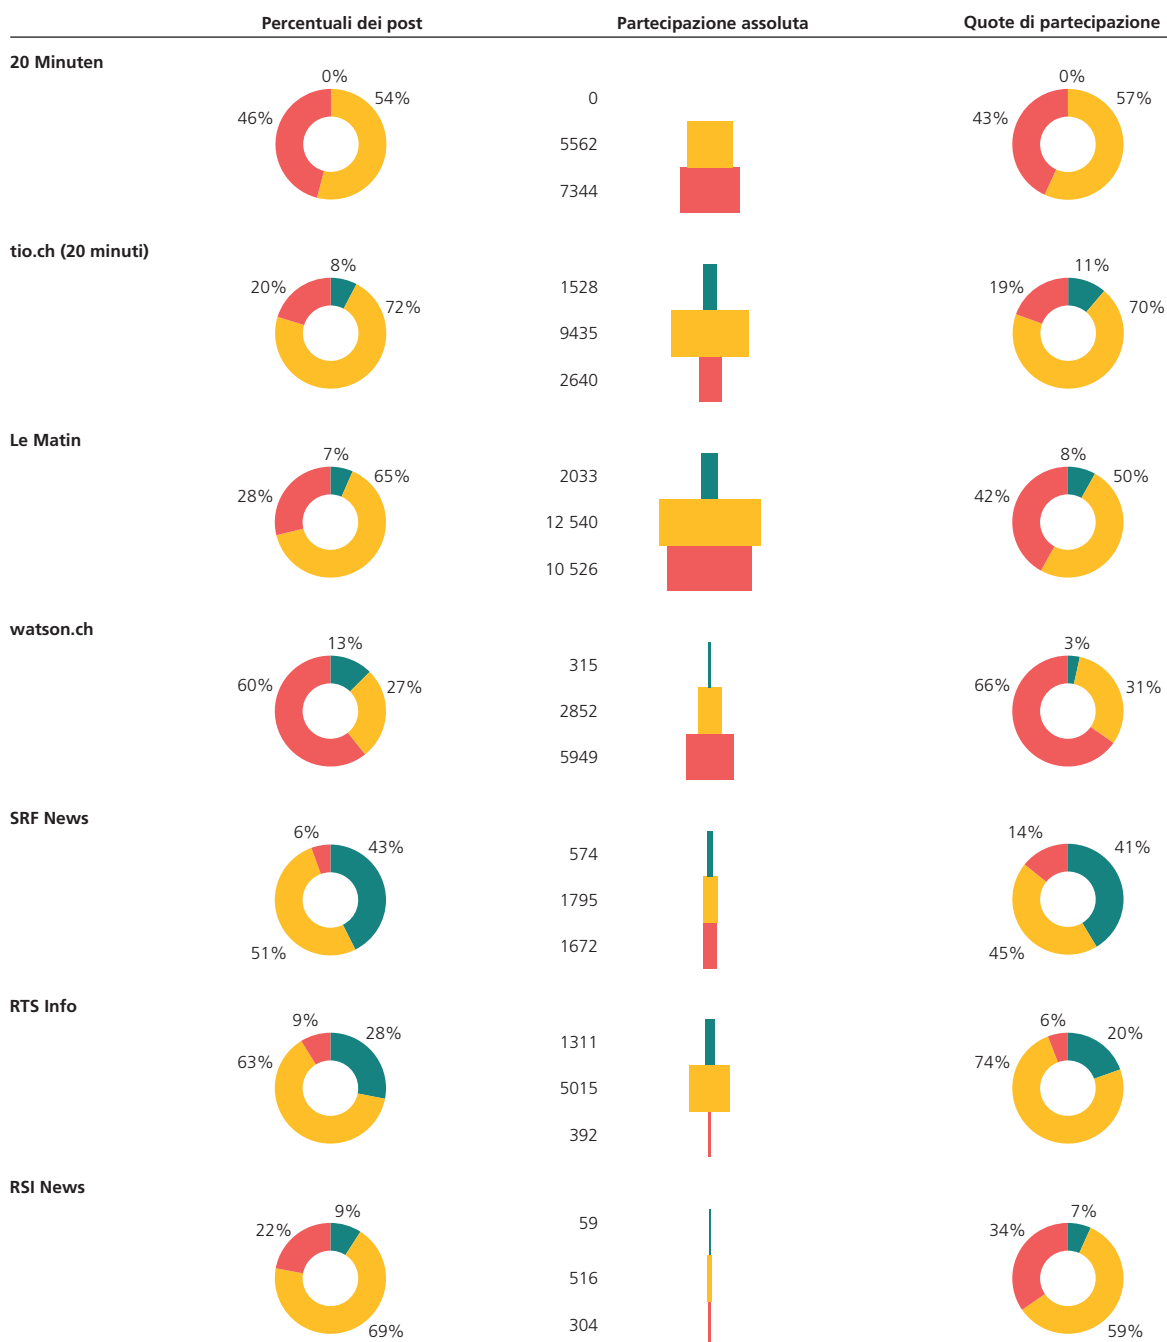 Percentuali dei post Partecipazione assoluta Quote di partecipazione
20 Minuten
0% 0%
54% 0 57%
46% 43%
5562
7344
tio.ch (20 minuti)
8% 11%
20% 1528 19%
72% 70%
9435
2640
Le Matin
7% 8%
65% 2033 50%
28% 42%
12 540
10 526
watson.ch
13% 3%
60% 315 66%
27% 31%
2852
5949
SRF News
6% 14%
43% 574 41%
1795
51% 1672 45%
RTS Info
9% 6%
28% 1311 20%
63% 74%
5015
392
RSI News
9% 7%
22% 59 34%
516
304
69% 59%